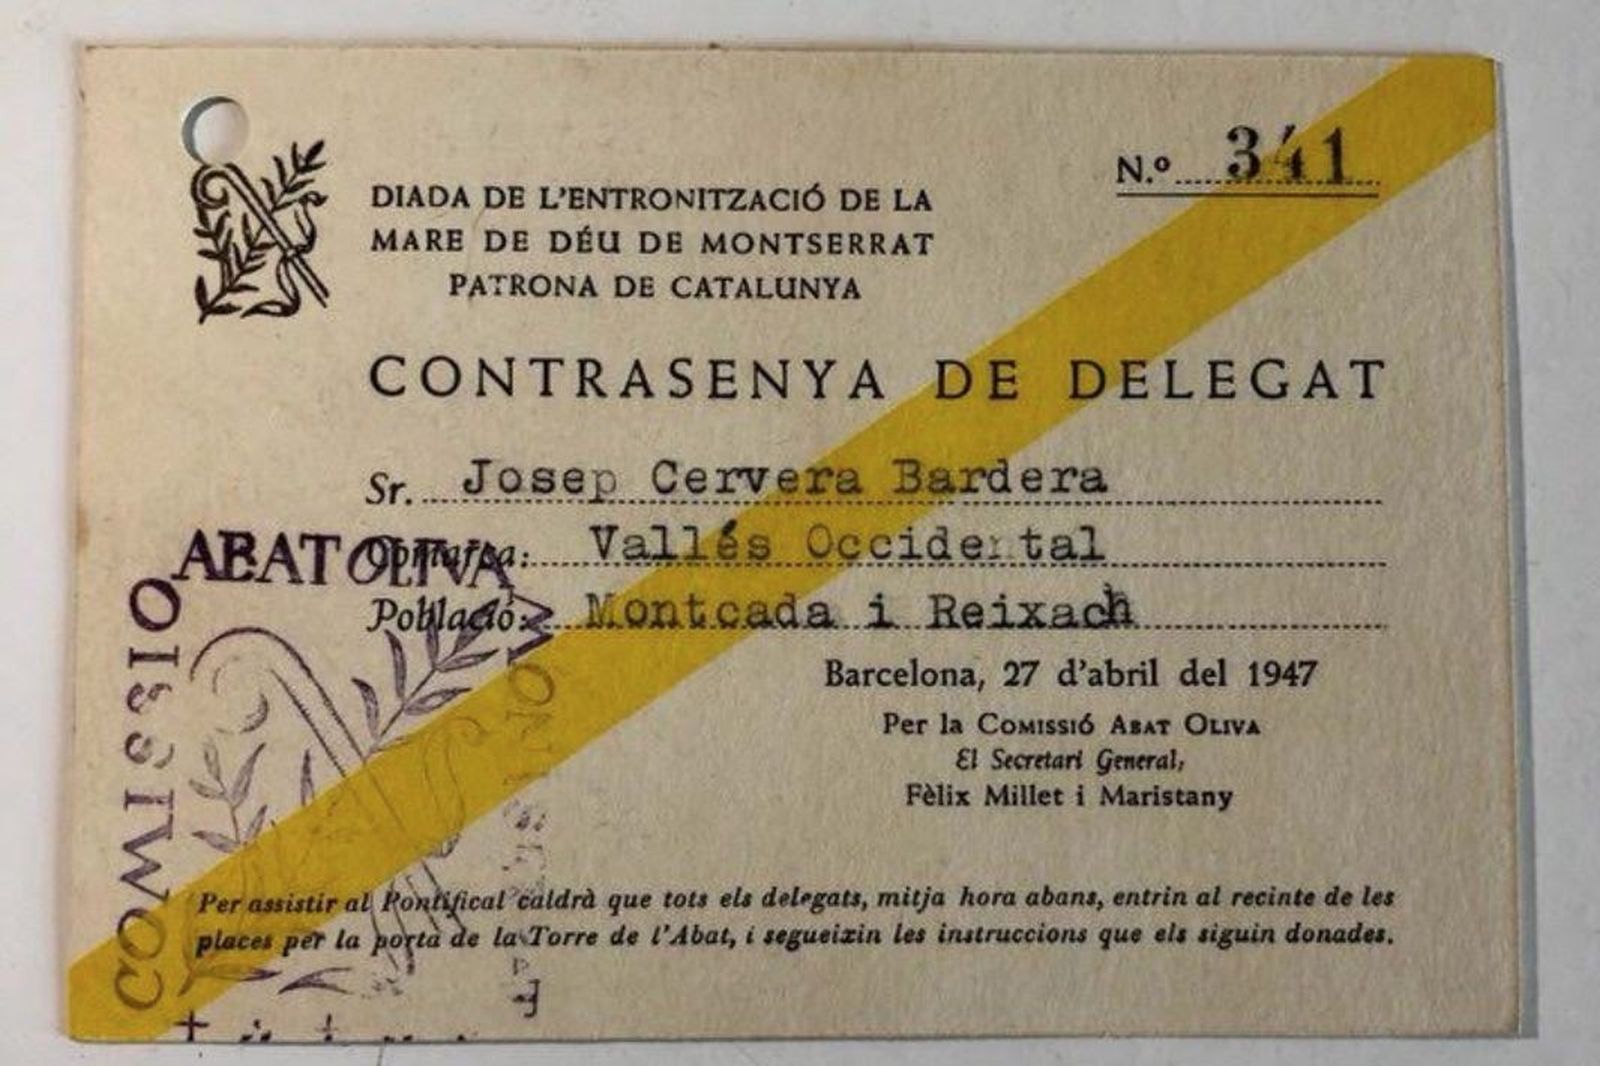 N.º 341
DIADA DE L'ENTRONITZACIÓ DE LA
MARE DE DÉU DE MONTSERRAT
PATRONA DE CATALUNYA
CONTRASENYA DE DELEGAT
Sr. Josep Cervera Bardera
Comarca: Vallés Occidental
Població: Montcada i Reixach
Barcelona, 27 d'abril del 1947
Per la COMISSIÓ ABAT OLIVA
El Secretari General,
Fèlix Millet i Maristany
COMISSIO
ABAT OLIVA
Per assistir al Pontifical caldrà que tots els delegats, mitja hora abans, entrin al recinte de les
places per la porta de la Torre de l'Abat, i segueixin les instruccions que els siguin donades.